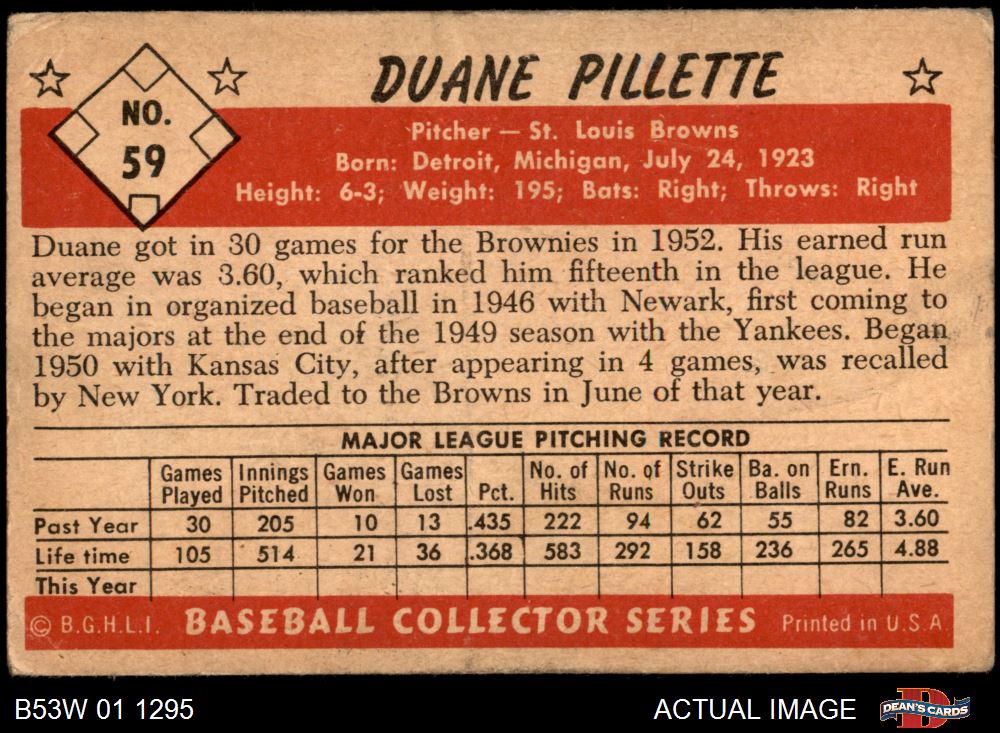 DUANE PILLETTE
NO.
59
Pitcher — St. Louis Browns
Born: Detroit, Michigan, July 24, 1923
Height: 6-3; Weight: 195; Bats: Right; Throws: Right
Duane got in 30 games for the Brownies in 1952. His earned run
average was 3.60, which ranked him fifteenth in the league. He
began in organized baseball in 1946 with Newark, first coming to
the majors at the end of the 1949 season with the Yankees. Began
1950 with Kansas City, after appearing in 4 games, was recalled
by New York. Traded to the Browns in June of that year.
MAJOR LEAGUE PITCHING RECORD
Games Innings Games Games No. of No. of Strike Ba. on Ern. E. Run
Played Pitched Won Lost Pct. Hits Runs Outs Balls Runs Ave.
Past Year 30 205 10 13 .435 222 94 62 55 82 3.60
Life time 105 514 21 36 .368 583 292 158 236 265 4.88
This Year
© B.G.H.L.I. BASEBALL COLLECTOR SERIES Printed in U.S.A
B53W 01 1295 ACTUAL IMAGE DEAN'S CARDS